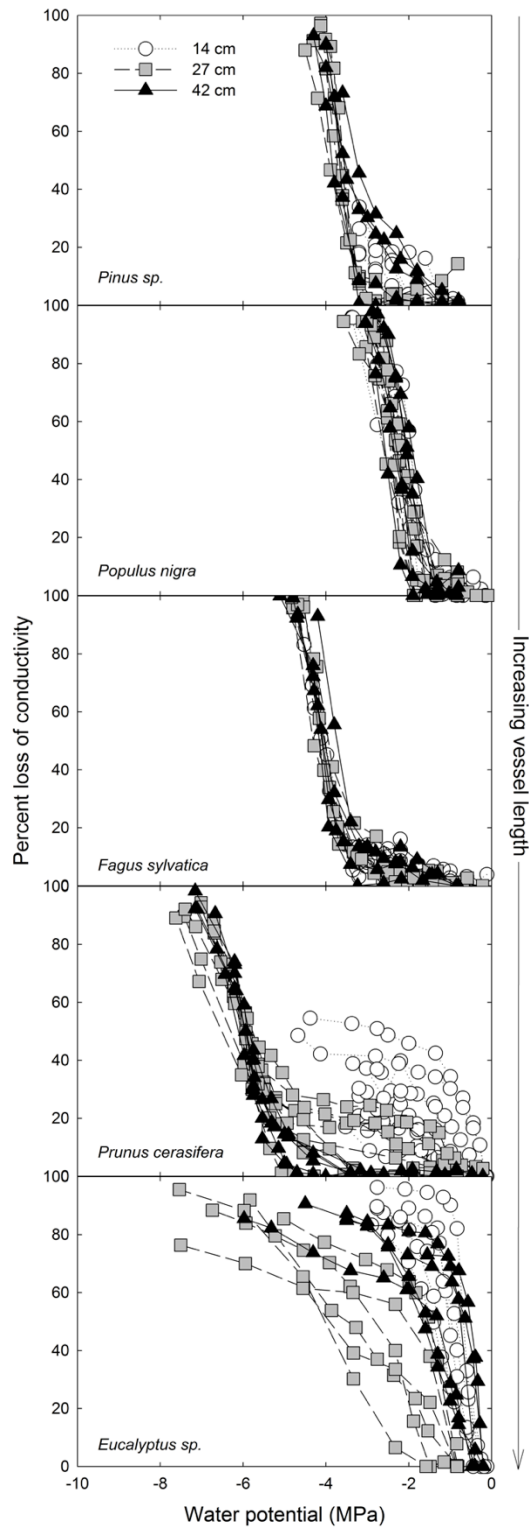 100
14 cm
27 cm
42 cm
80
60
40
20
Pinus sp.
100
80
60
40
20
Populus nigra
100
80
60
40
20
Fagus sylvatica
100
80
60
40
20
Prunus cerasifera
100
80
60
40
20
Eucalyptus sp.
0
-10 -8 -6 -4 -2 0
Water potential (MPa)
Percent loss of conductivity
Increasing vessel length